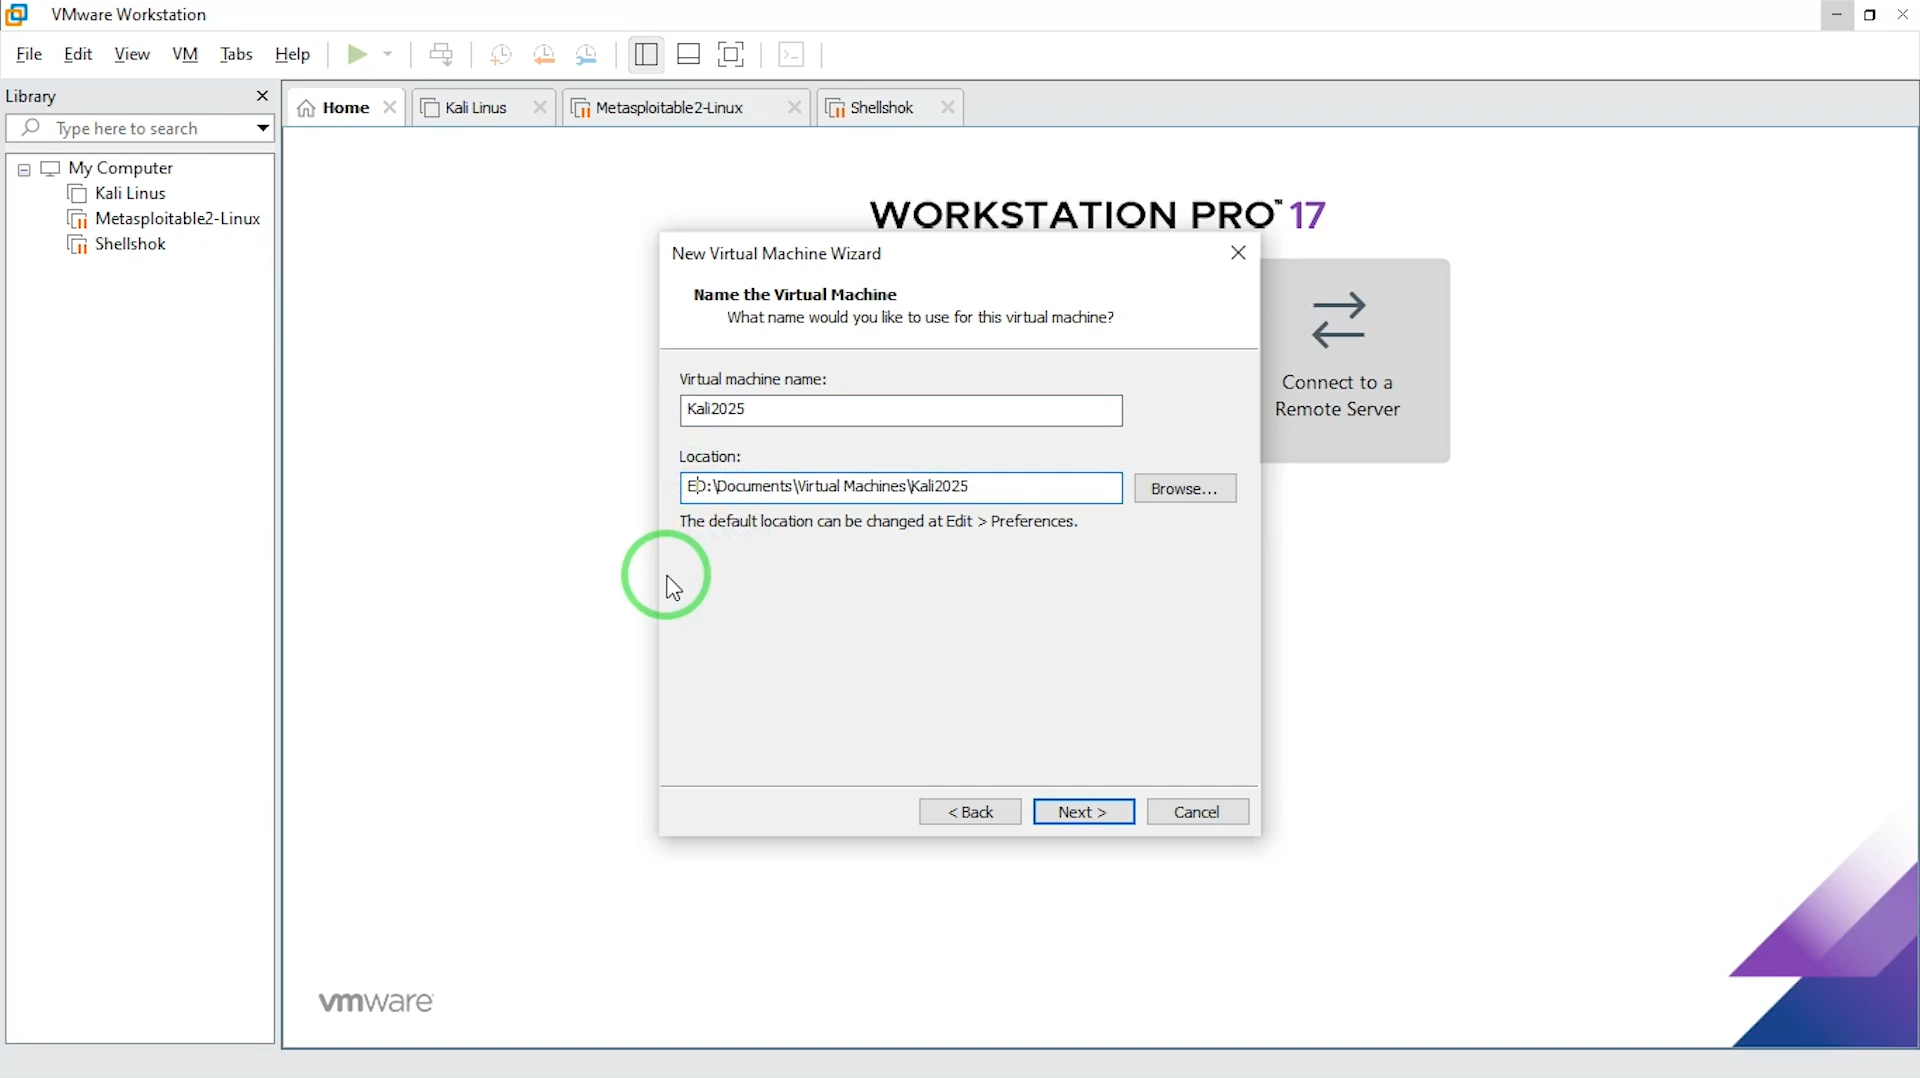 VMware Workstation
File Edit View VM Tabs Help
Library
Type here to search
My Computer
Kali Linus
Metasploitable2-Linux
Shellshok
Home Kali Linus Metasploitable2-Linux Shellshok
WORKSTATION PRO™ 17
New Virtual Machine Wizard
Name the Virtual Machine
What name would you like to use for this virtual machine?
Virtual machine name:
Kali2025
Location:
ED:\Documents\Virtual Machines\Kali2025
Browse...
The default location can be changed at Edit > Preferences.
< Back Next > Cancel
Connect to a
Remote Server
vmware